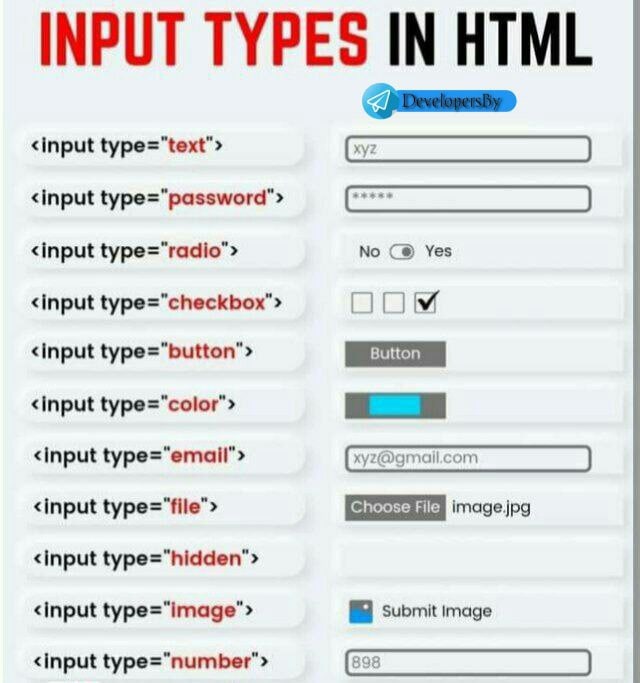 INPUT TYPES IN HTML
DevelopersBy
<input type="text"> xyz
<input type="password"> *****
<input type="radio"> No Yes
<input type="checkbox">
<input type="button"> Button
<input type="color">
<input type="email"> xyz@gmail.com
<input type="file"> Choose File image.jpg
<input type="hidden">
<input type="image"> Submit Image
<input type="number"> 898